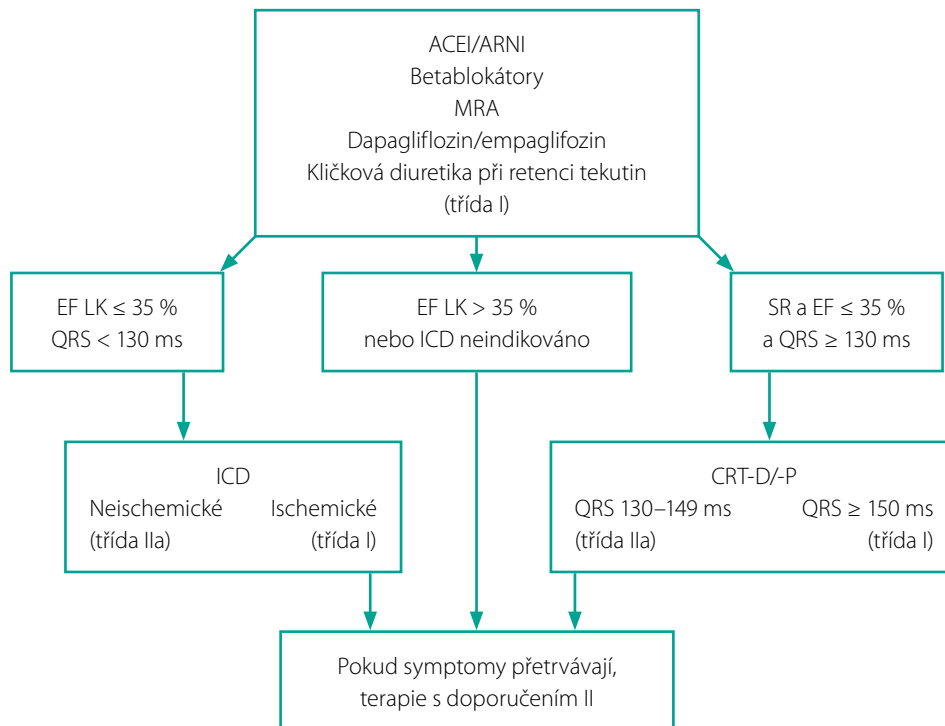 ACEI/ARNI
Betablokátory
MRA
Dapagliflozin/empaglifozin
Kličková diuretika při retenci tekutin
(třída I)
EF LK ≤ 35 %
QRS < 130 ms
EF LK > 35 %
nebo ICD neindikováno
SR a EF ≤ 35 %
a QRS ≥ 130 ms
ICD
Neischemické Ischemické
(třída IIa) (třída I)
CRT-D/-P
QRS 130–149 ms QRS ≥ 150 ms
(třída IIa) (třída I)
Pokud symptomy přetrvávají,
terapie s doporučením II